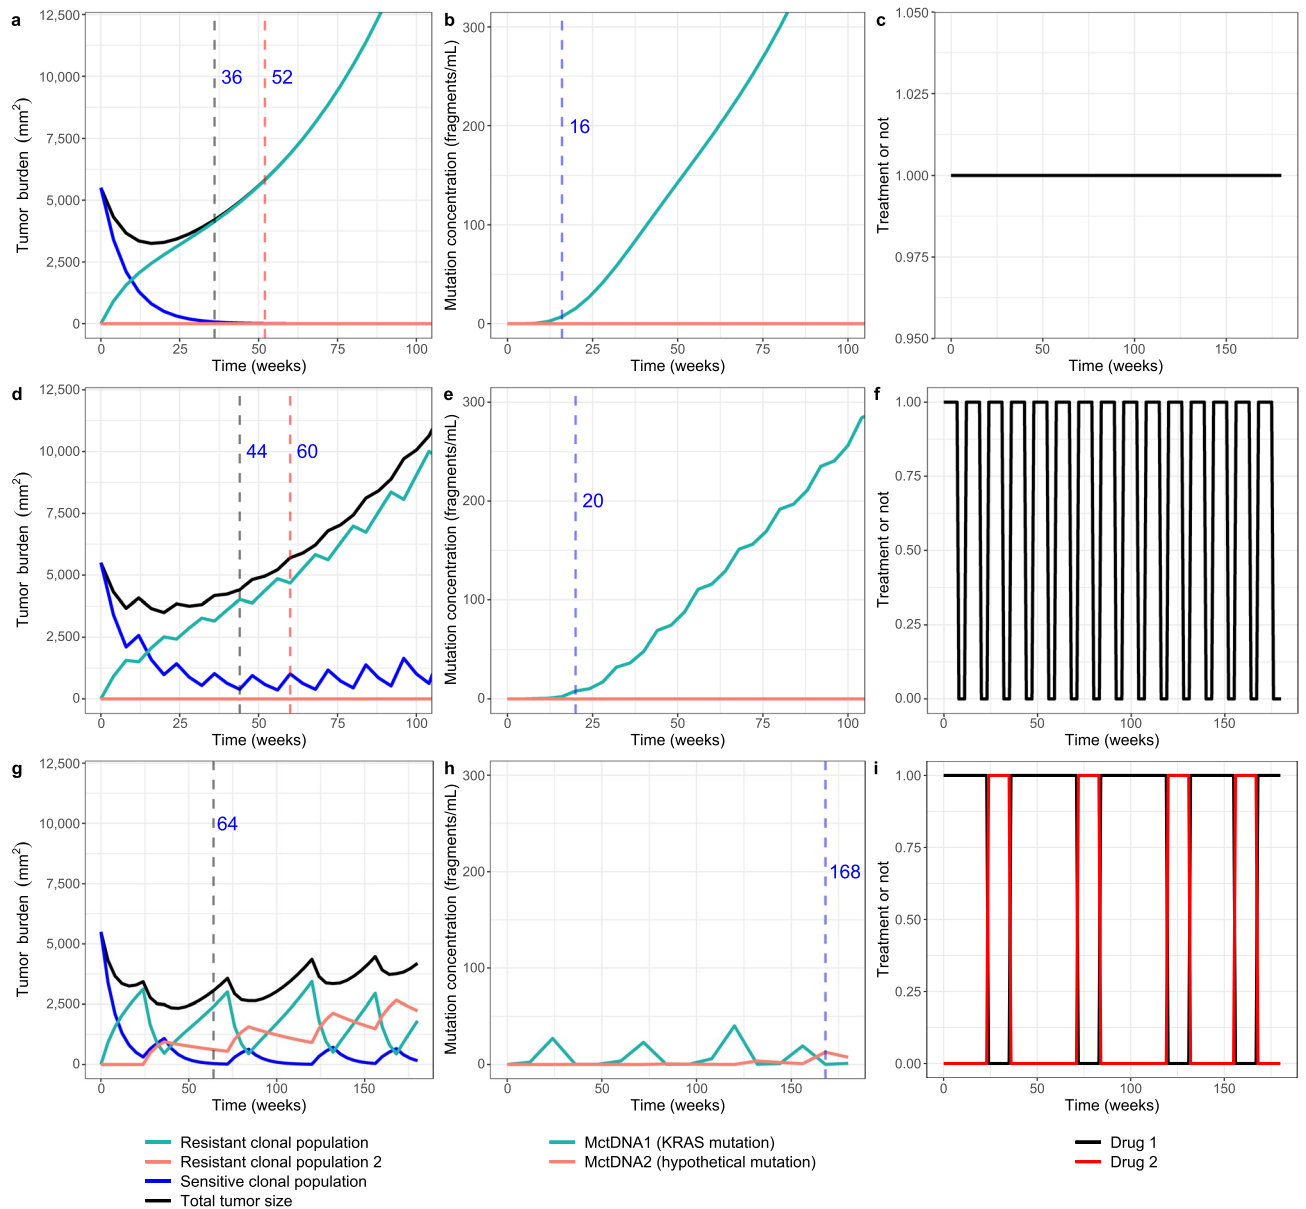 a
12,500
10,000
7,500
5,000
2,500
0
Tumor burden (mm²)
36
52
0 25 50 75 100
Time (weeks)
b
300
200
100
0
Mutation concentration (fragments/mL)
16
0 25 50 75 100
Time (weeks)
c
1.050
1.025
1.000
0.975
0.950
Treatment or not
0 50 100 150
Time (weeks)
d
12,500
10,000
7,500
5,000
2,500
0
Tumor burden (mm²)
44
60
0 25 50 75 100
Time (weeks)
e
300
200
100
0
Mutation concentration (fragments/mL)
20
0 25 50 75 100
Time (weeks)
f
1.00
0.75
0.50
0.25
0.00
Treatment or not
0 50 100 150
Time (weeks)
g
12,500
10,000
7,500
5,000
2,500
0
Tumor burden (mm²)
64
0 50 100 150
Time (weeks)
h
300
200
100
0
Mutation concentration (fragments/mL)
168
0 50 100 150
Time (weeks)
i
1.00
0.75
0.50
0.25
0.00
Treatment or not
0 50 100 150
Time (weeks)
Resistant clonal population
Resistant clonal population 2
Sensitive clonal population
Total tumor size
MctDNA1 (KRAS mutation)
MctDNA2 (hypothetical mutation)
Drug 1
Drug 2